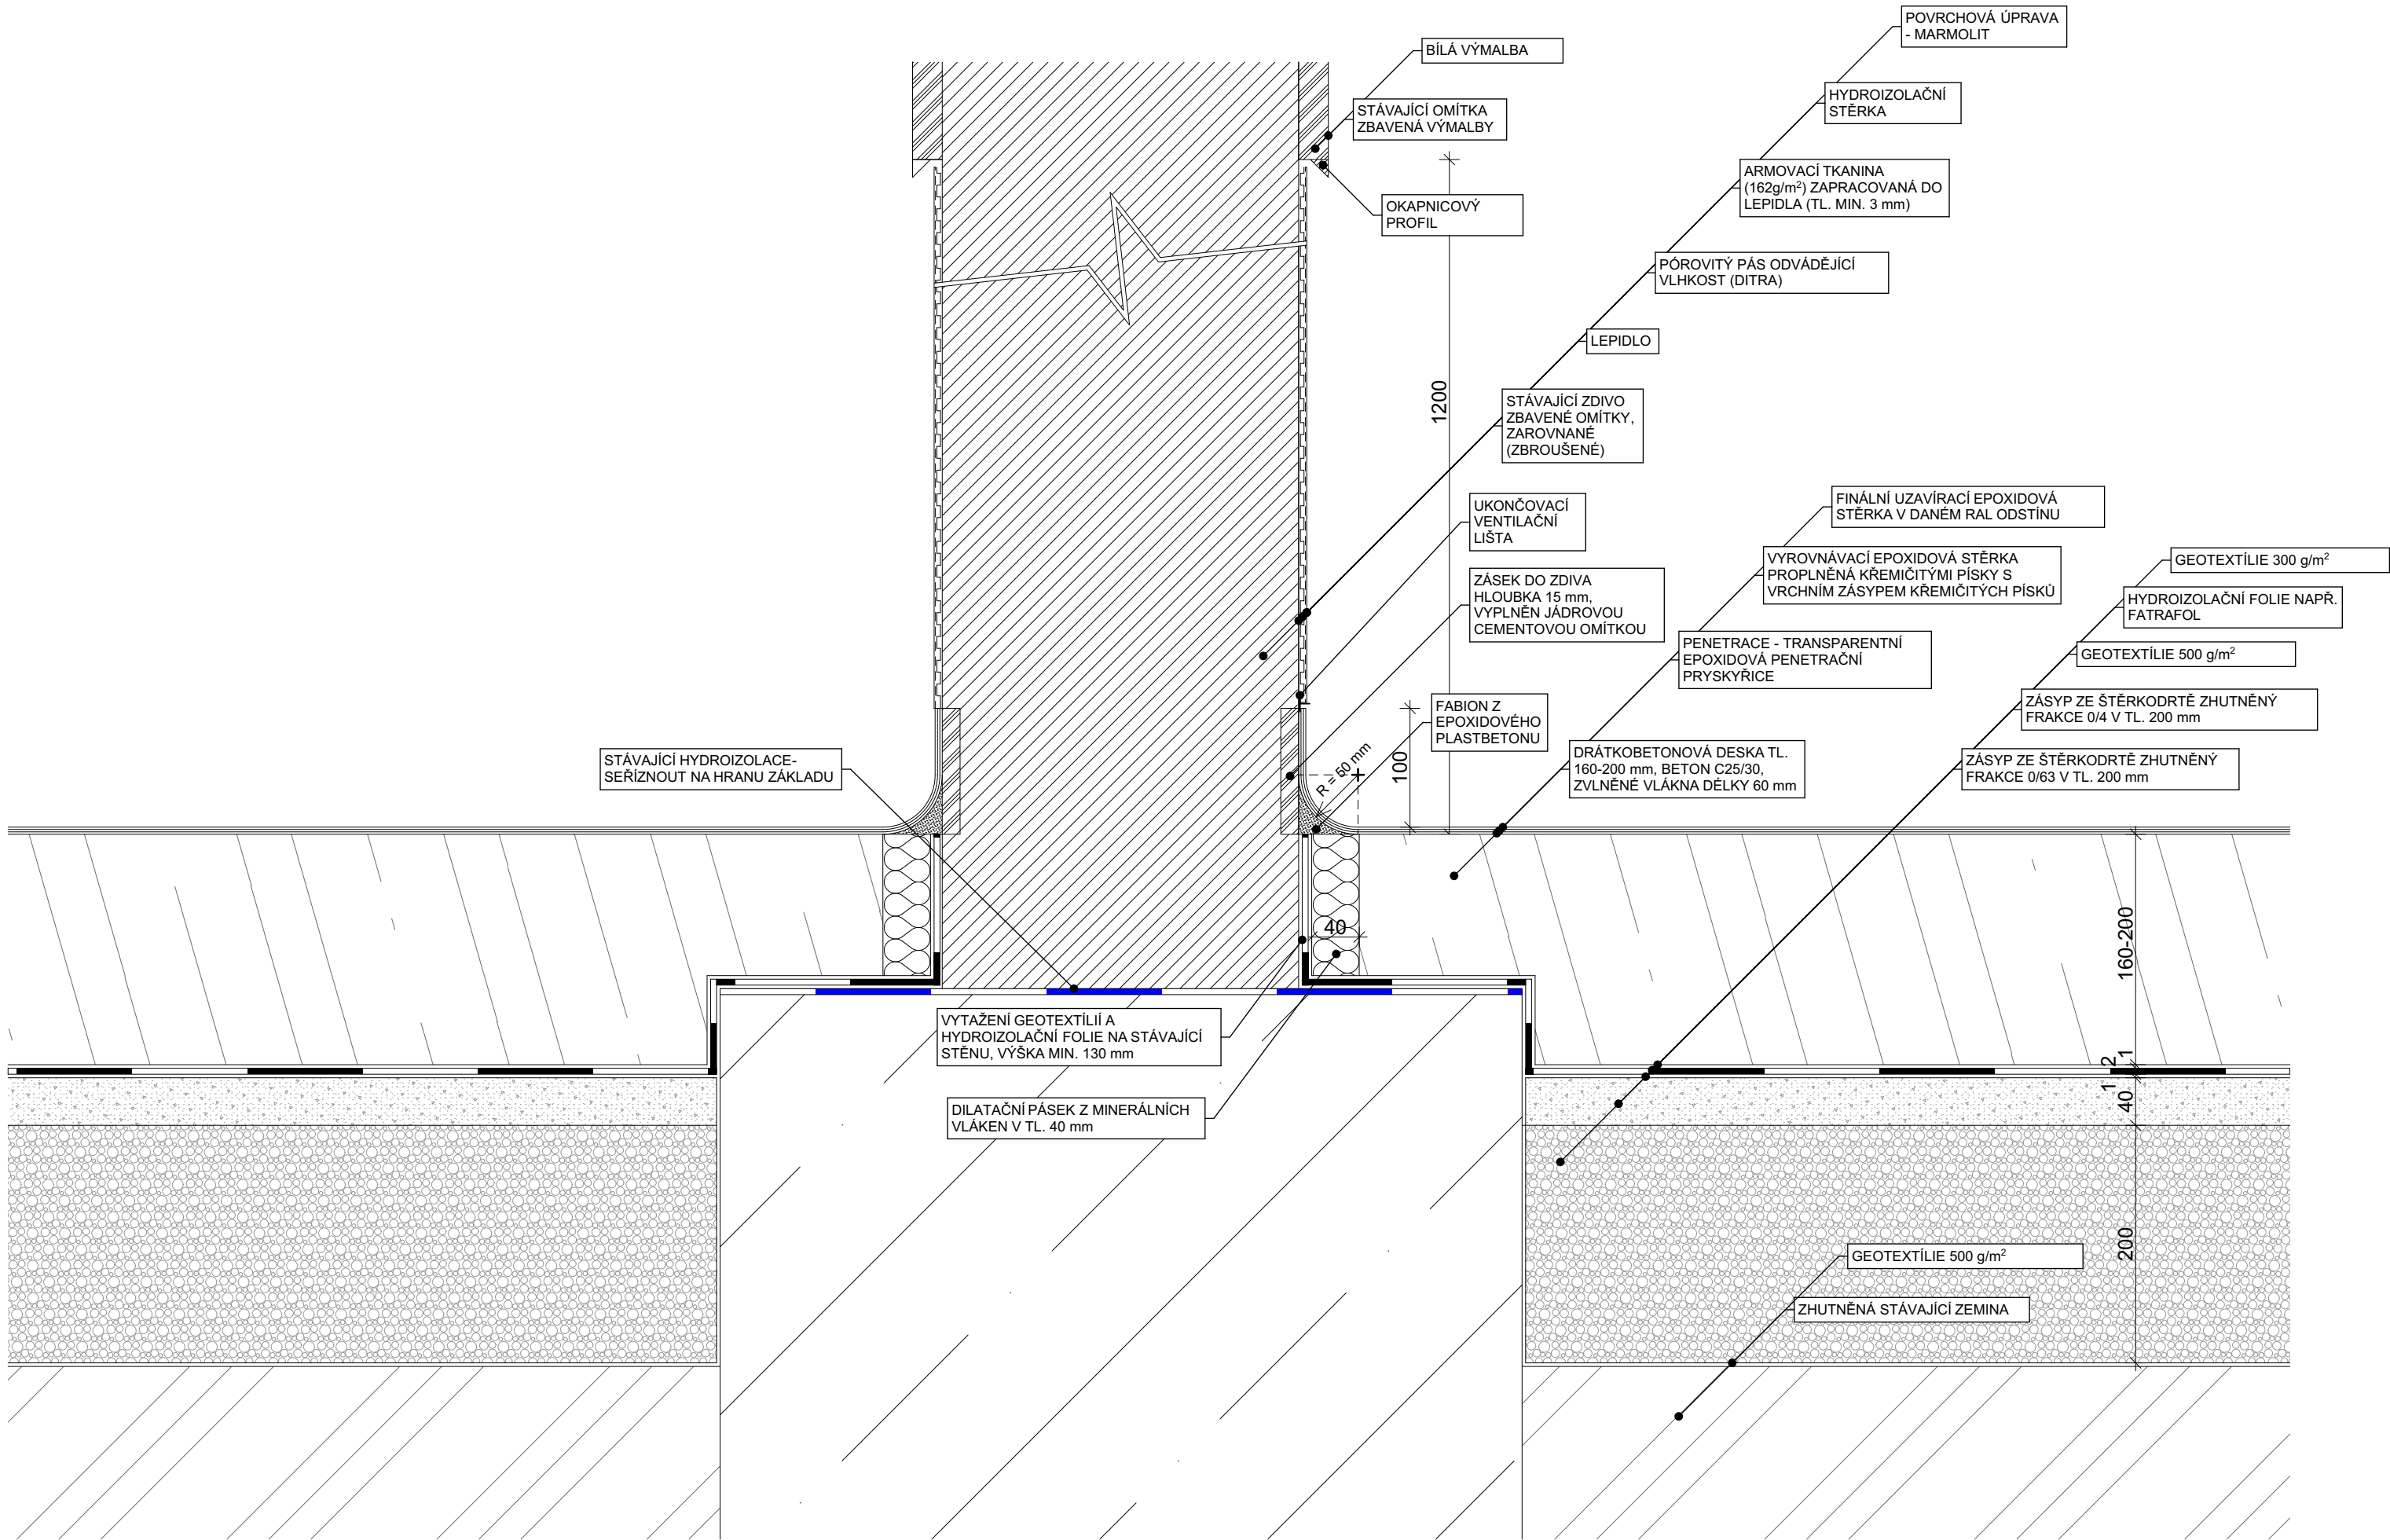 POVRCHOVÁ ÚPRAVA
- MARMOLIT
BÍLÁ VÝMALBA
HYDROIZOLAČNÍ
STĚRKA
STÁVAJÍCÍ OMÍTKA
ZBAVENÁ VÝMALBY
ARMOVACÍ TKANINA
(162g/m²) ZAPRACOVANÁ DO
LEPIDLA (TL. MIN. 3 mm)
OKAPNICOVÝ
PROFIL
PÓROVITÝ PÁS ODVÁDĚJÍCÍ
VLHKOST (DITRA)
LEPIDLO
1200
STÁVAJÍCÍ ZDIVO
ZBAVENÉ OMÍTKY,
ZAROVNANÉ
(ZBROUŠENÉ)
UKONČOVACÍ
VENTILAČNÍ
LIŠTA
FINÁLNÍ UZAVÍRACÍ EPOXIDOVÁ
STĚRKA V DANÉM RAL ODSTÍNU
VYROVNÁVACÍ EPOXIDOVÁ STĚRKA
PROPLNĚNÁ KŘEMIČITÝMI PÍSKY S
VRCHNÍM ZÁSYPEM KŘEMIČITÝCH PÍSKŮ
GEOTEXTÍLIE 300 g/m²
ZÁSEK DO ZDIVA
HLOUBKA 15 mm,
VYPLNĚN JÁDROVOU
CEMENTOVOU OMÍTKOU
HYDROIZOLAČNÍ FOLIE NAPŘ.
FATRAFOL
PENETRACE - TRANSPARENTNÍ
EPOXIDOVÁ PENETRAČNÍ
PRYSKYŘICE
GEOTEXTÍLIE 500 g/m²
FABION Z
EPOXIDOVÉHO
PLASTBETONU
ZÁSYP ZE ŠTĚRKODRTĚ ZHUTNĚNÝ
FRAKCE 0/4 V TL. 200 mm
STÁVAJÍCÍ HYDROIZOLACE-
SEŘÍZNOUT NA HRANU ZÁKLADU
R = 50 mm
100
DRÁTKOBETONOVÁ DESKA TL.
160-200 mm, BETON C25/30,
ZVLNĚNÉ VLÁKNA DÉLKY 60 mm
ZÁSYP ZE ŠTĚRKODRTĚ ZHUTNĚNÝ
FRAKCE 0/63 V TL. 200 mm
40
160-200
VYTAŽENÍ GEOTEXTÍLIÍ A
HYDROIZOLAČNÍ FOLIE NA STÁVAJÍCÍ
STĚNU, VÝŠKA MIN. 130 mm
1
2
1
40
DILATAČNÍ PÁSEK Z MINERÁLNÍCH
VLÁKEN V TL. 40 mm
200
GEOTEXTÍLIE 500 g/m²
ZHUTNĚNÁ STÁVAJÍCÍ ZEMINA